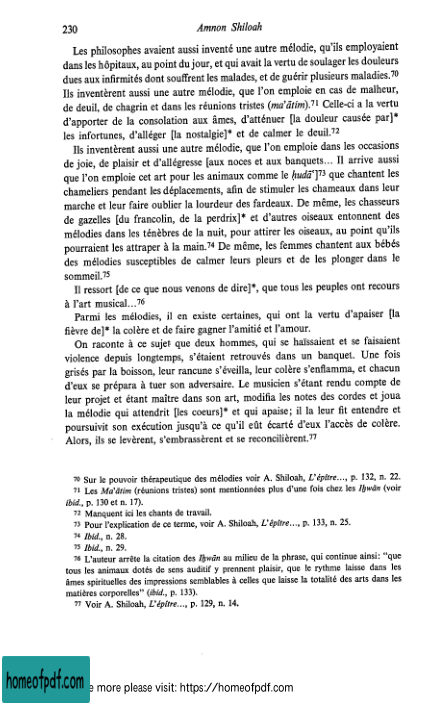 230 Amnon Shiloah
Les philosophes avaient aussi inventé une autre mélodie, qu'ils employaient
dans les hôpitaux, au point du jour, et qui avait la vertu de soulager les douleurs
dues aux infirmités dont souffrent les malades, et de guérir plusieurs maladies.70
Ils inventèrent aussi une autre mélodie, que l'on emploie en cas de malheur,
de deuil, de chagrin et dans les réunions tristes (ma'ātim).71 Celle-ci a la vertu
d'apporter de la consolation aux âmes, d'atténuer [la douleur causée par]*
les infortunes, d'alléger [la nostalgie]* et de calmer le deuil.72
Ils inventèrent aussi une autre mélodie, que l'on emploie dans les occasions
de joie, de plaisir et d'allégresse [aux noces et aux banquets... Il arrive aussi
que l'on emploie cet art pour les animaux comme le ḥudā']73 que chantent les
chameliers pendant les déplacements, afin de stimuler les chameaux dans leur
marche et leur faire oublier la lourdeur des fardeaux. De même, les chasseurs
de gazelles [du francolin, de la perdrix]* et d'autres oiseaux entonnent des
mélodies dans les ténèbres de la nuit, pour attirer les oiseaux, au point qu'ils
pourraient les attraper à la main.74 De même, les femmes chantent aux bébés
des mélodies susceptibles de calmer leurs pleurs et de les plonger dans le
sommeil.75
Il ressort [de ce que nous venons de dire]*, que tous les peuples ont recours
à l'art musical...76
Parmi les mélodies, il en existe certaines, qui ont la vertu d'apaiser [la
fièvre de]* la colère et de faire gagner l'amitié et l'amour.
On raconte à ce sujet que deux hommes, qui se haïssaient et se faisaient
violence depuis longtemps, s'étaient retrouvés dans un banquet. Une fois
grisés par la boisson, leur rancune s'éveilla, leur colère s'enflamma, et chacun
d'eux se prépara à tuer son adversaire. Le musicien s'étant rendu compte de
leur projet et étant maître dans son art, modifia les notes des cordes et joua
la mélodie qui attendrit [les coeurs]* et qui apaise; il la leur fit entendre et
poursuivit son exécution jusqu'à ce qu'il eût écarté d'eux l'accès de colère.
Alors, ils se levèrent, s'embrassèrent et se reconcilièrent.77
70 Sur le pouvoir thérapeutique des mélodies voir A. Shiloah, L'épître..., p. 132, n. 22.
71 Les Ma'ātim (réunions tristes) sont mentionnées plus d'une fois chez les Iḫwān (voir
ibid., p. 130 et n. 17).
72 Manquent ici les chants de travail.
73 Pour l'explication de ce terme, voir A. Shiloah, L'épître..., p. 133, n. 25.
74 Ibid., n. 28.
75 Ibid., n. 29.
76 L'auteur arrête la citation des Iḫwān au milieu de la phrase, qui continue ainsi: "que
tous les animaux dotés de sens auditif y prennent plaisir, que le rythme laisse dans les
âmes spirituelles des impressions semblables à celles que laisse la totalité des arts dans les
matières corporelles" (ibid., p. 133).
77 Voir A. Shiloah, L'épître..., p. 129, n. 14.
homeofpdf.com e more please visit: https://homeofpdf.com